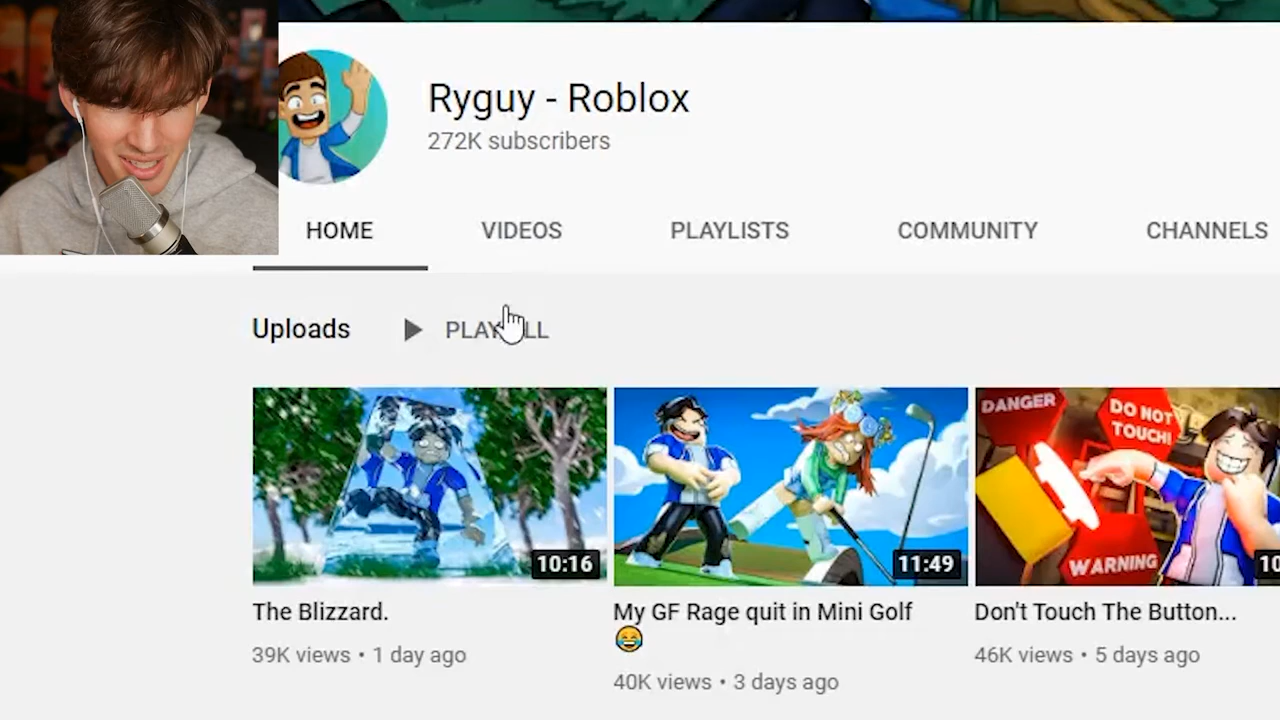 Ryguy - Roblox
272K subscribers
HOME
VIDEOS
PLAYLISTS
COMMUNITY
CHANNELS
Uploads
DANGER
DO NOT
TOUCH!
WARNING
10:16
11:49
The Blizzard.
39K views • 1 day ago
My GF Rage quit in Mini Golf
😂
40K views • 3 days ago
Don't Touch The Button...
46K views • 5 days ago